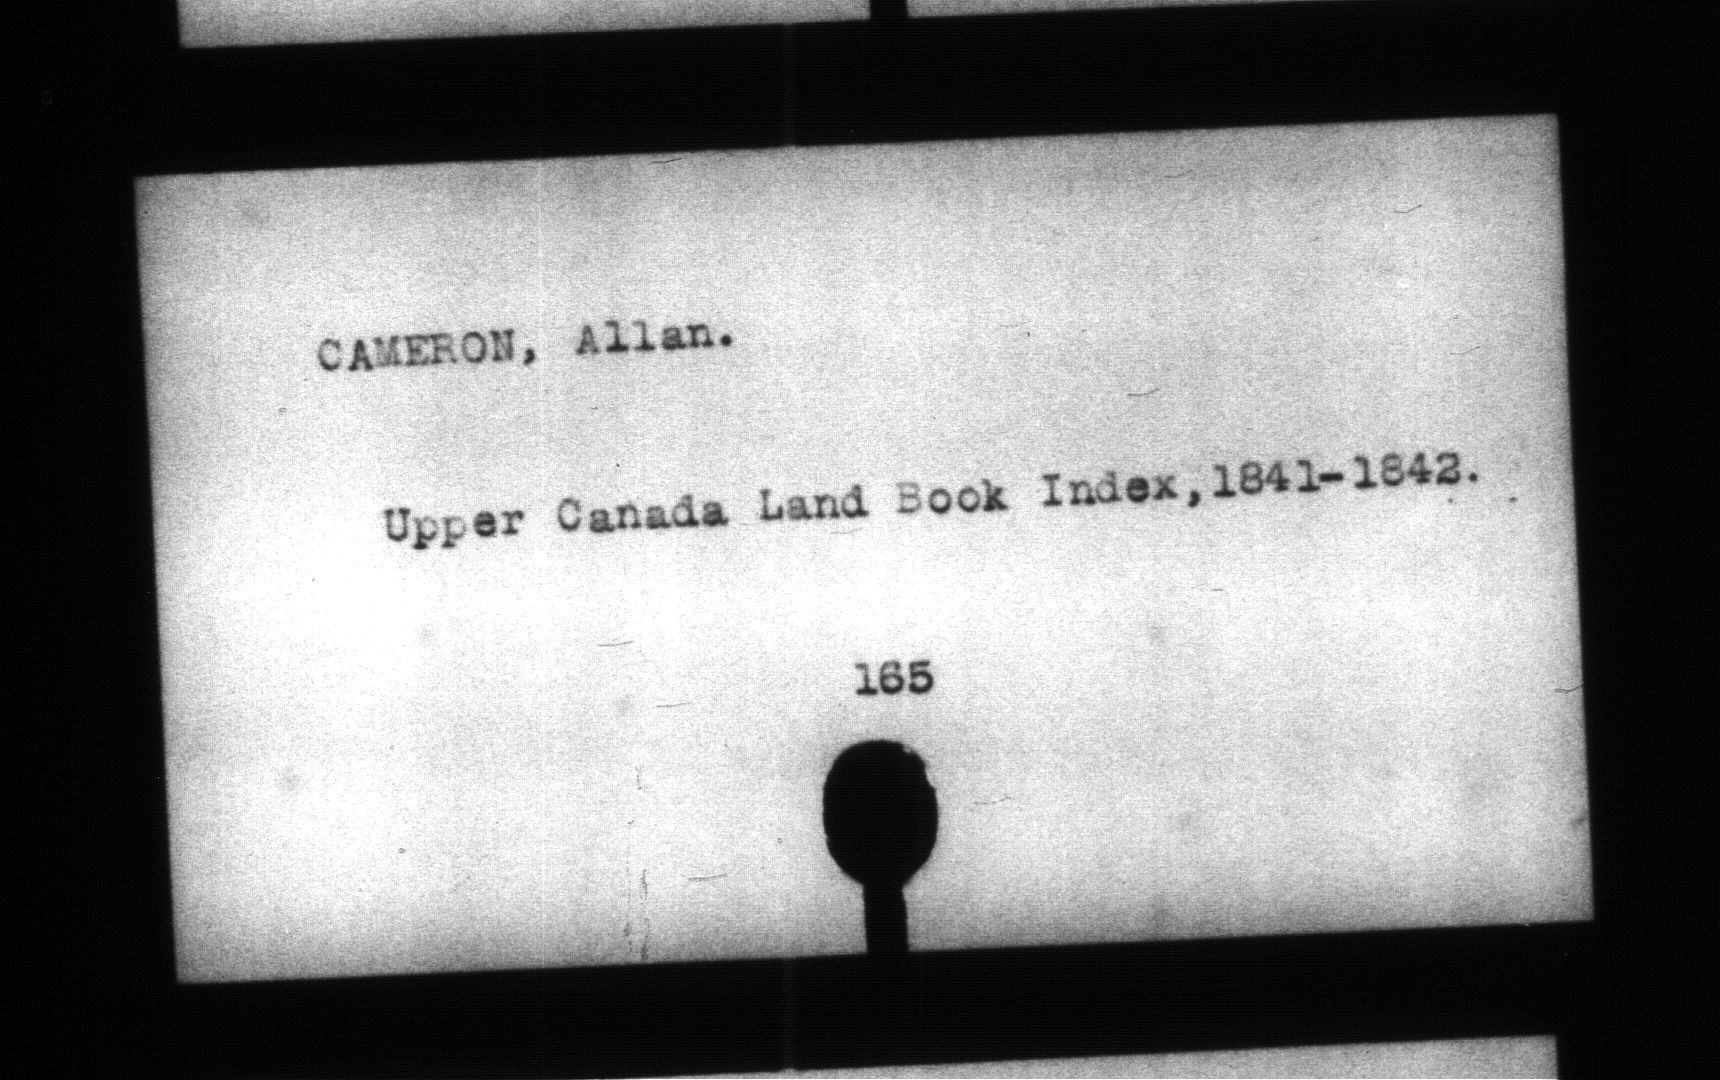 CAMERON, Allan.
Upper Canada Land Book Index,1841-1842.
165